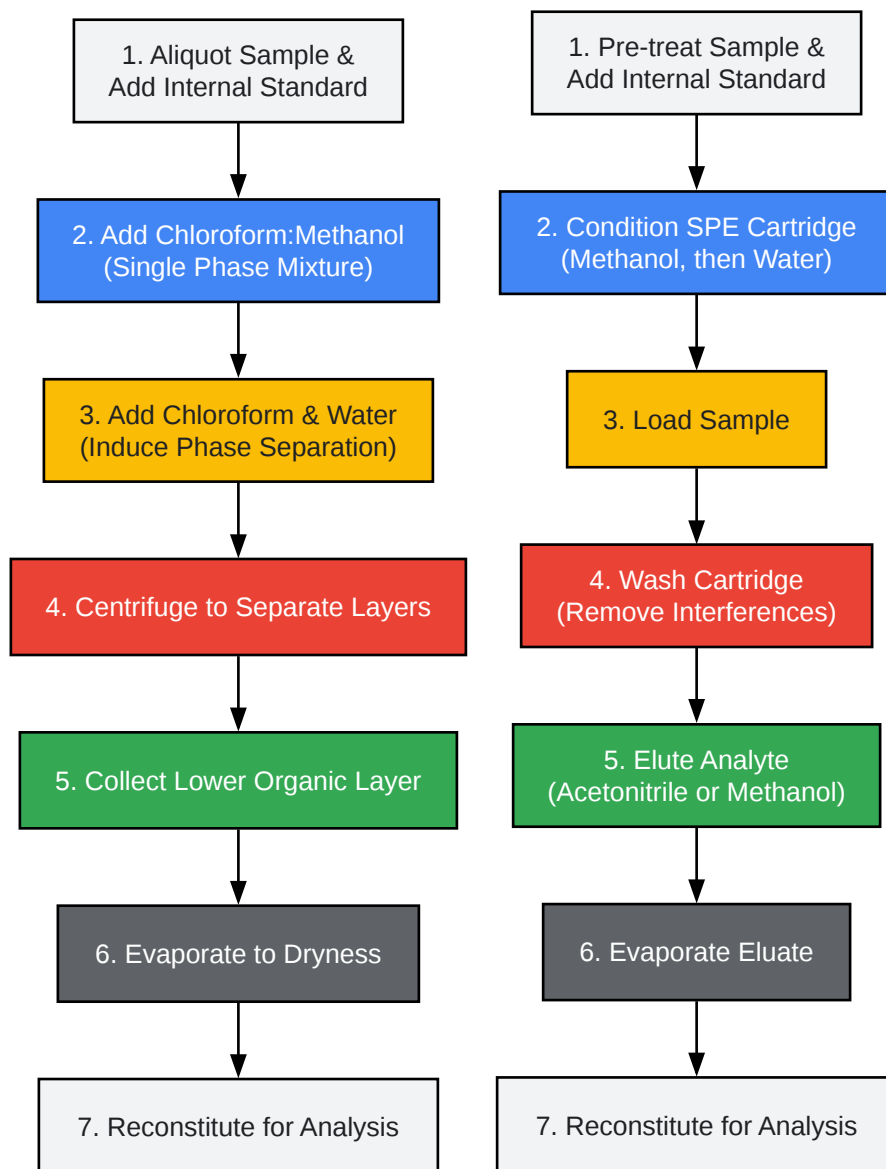 1. Aliquot Sample &
Add Internal Standard
2. Add Chloroform:Methanol
(Single Phase Mixture)
3. Add Chloroform & Water
(Induce Phase Separation)
4. Centrifuge to Separate Layers
5. Collect Lower Organic Layer
6. Evaporate to Dryness
7. Reconstitute for Analysis
1. Pre-treat Sample &
Add Internal Standard
2. Condition SPE Cartridge
(Methanol, then Water)
3. Load Sample
4. Wash Cartridge
(Remove Interferences)
5. Elute Analyte
(Acetonitrile or Methanol)
6. Evaporate Eluate
7. Reconstitute for Analysis